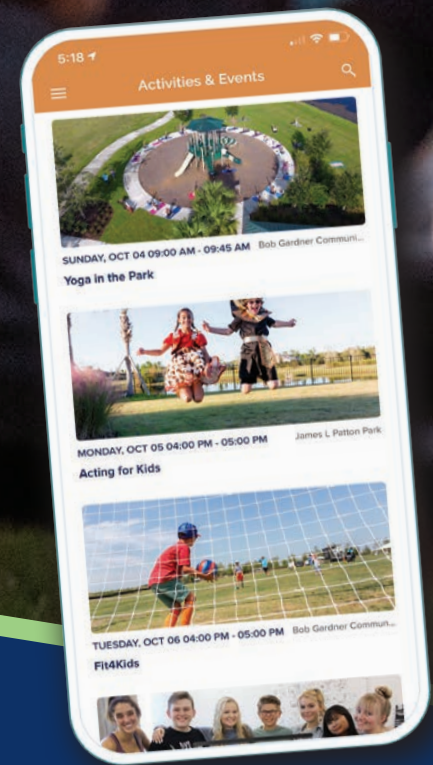 5:18
Activities & Events
SUNDAY, OCT 04 09:00 AM - 09:45 AM Bob Gardner Communi...
Yoga in the Park
MONDAY, OCT 05 04:00 PM - 05:00 PM James L Patton Park
Acting for Kids
TUESDAY, OCT 06 04:00 PM - 05:00 PM Bob Gardner Commun...
Fit4Kids